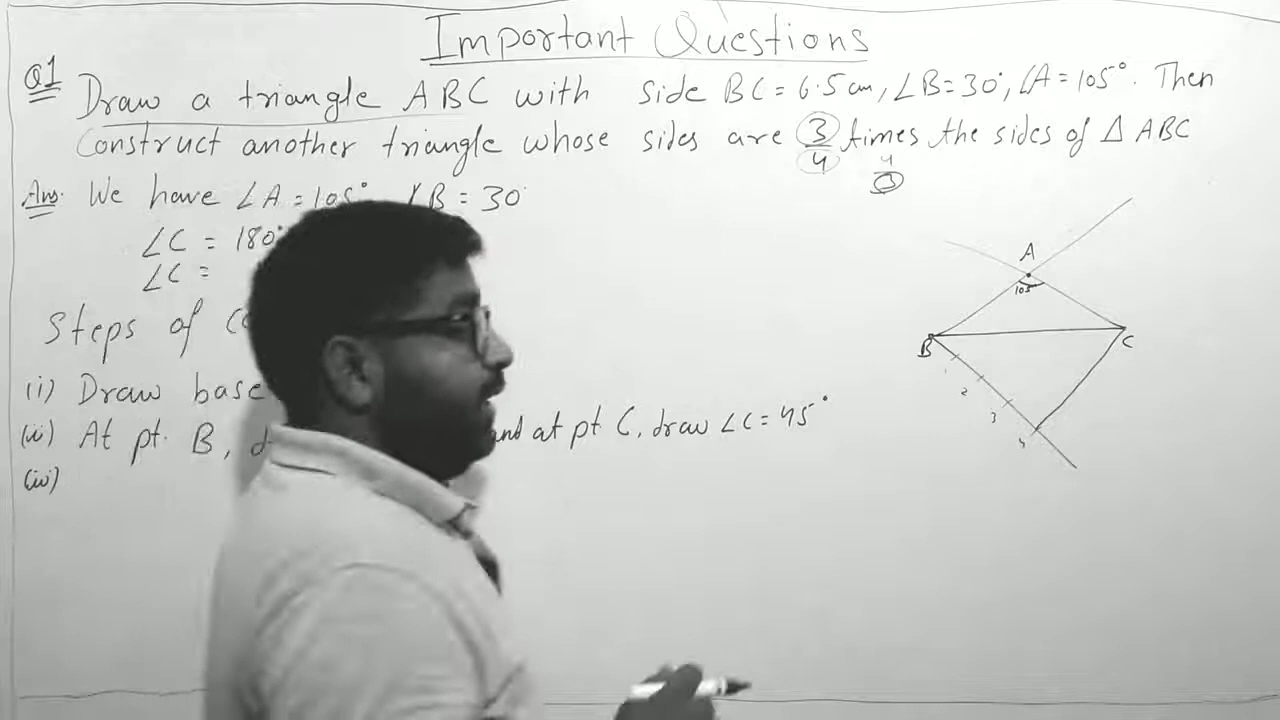 Important Questions
Q1 Draw a triangle ABC with side BC = 6.5 cm, ∠B = 30°, ∠A = 105°. Then
Construct another triangle whose sides are 3/4 times the sides of △ ABC
4
3
Ans. We have ∠A = 105° ∠B = 30°
∠C = 180°
∠C =
Steps of
(i) Draw base
(ii) At pt. B, and at pt C, draw ∠C = 45°
(iii)
A
105
B
C
1
2
3
4